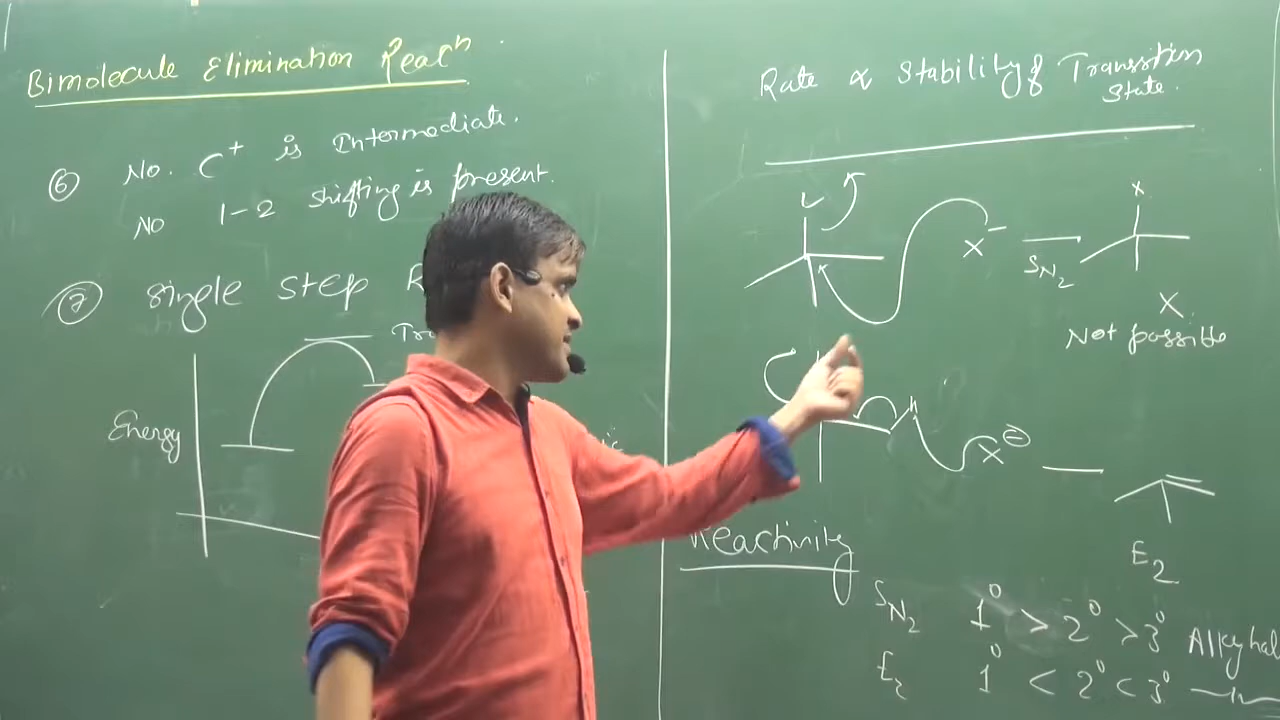 Bimolecule Elimination Reacⁿ.
⑥ No. C⁺ is Intermediate.
No 1-2 shifting is present.
⑦ single step
Energy
Rate α Stability of Transition
State.
L
X⁻
SN₂
x
X.
Not possible
H
X⊖
E₂
Reactivity
SN₂ 1° > 2° > 3° Alkyhal
E₂ 1° < 2° < 3°